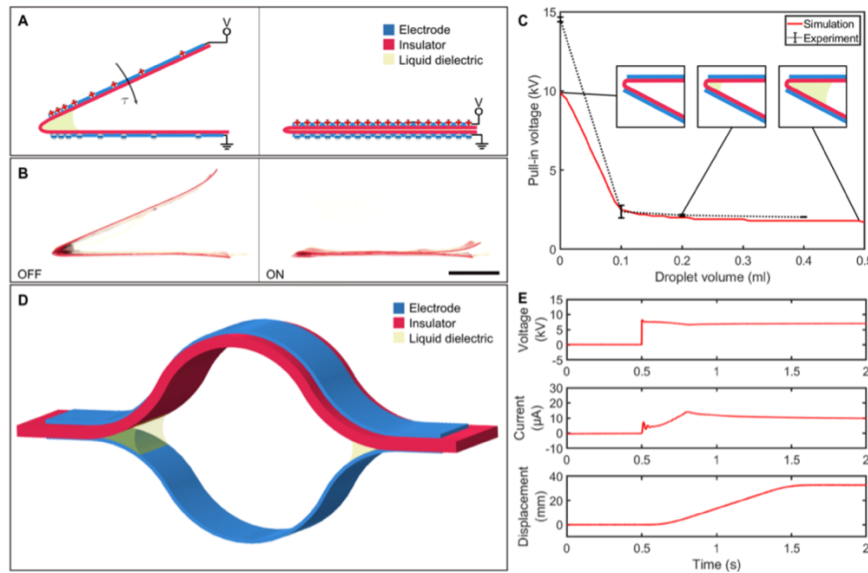 A
V
Electrode
Insulator
Liquid dielectric
τ
V
B
OFF
ON
C
Simulation
Experiment
Pull-in voltage (kV)
15
10
5
0
0
0.1
0.2
0.3
0.4
0.5
Droplet volume (ml)
D
Electrode
Insulator
Liquid dielectric
E
Voltage
(kV)
15
10
5
0
0
0.5
1
1.5
2
Current
(µA)
30
20
10
0
-10
0
0.5
1
1.5
2
Displacement
(mm)
40
20
0
0
0.5
1
1.5
2
Time (s)